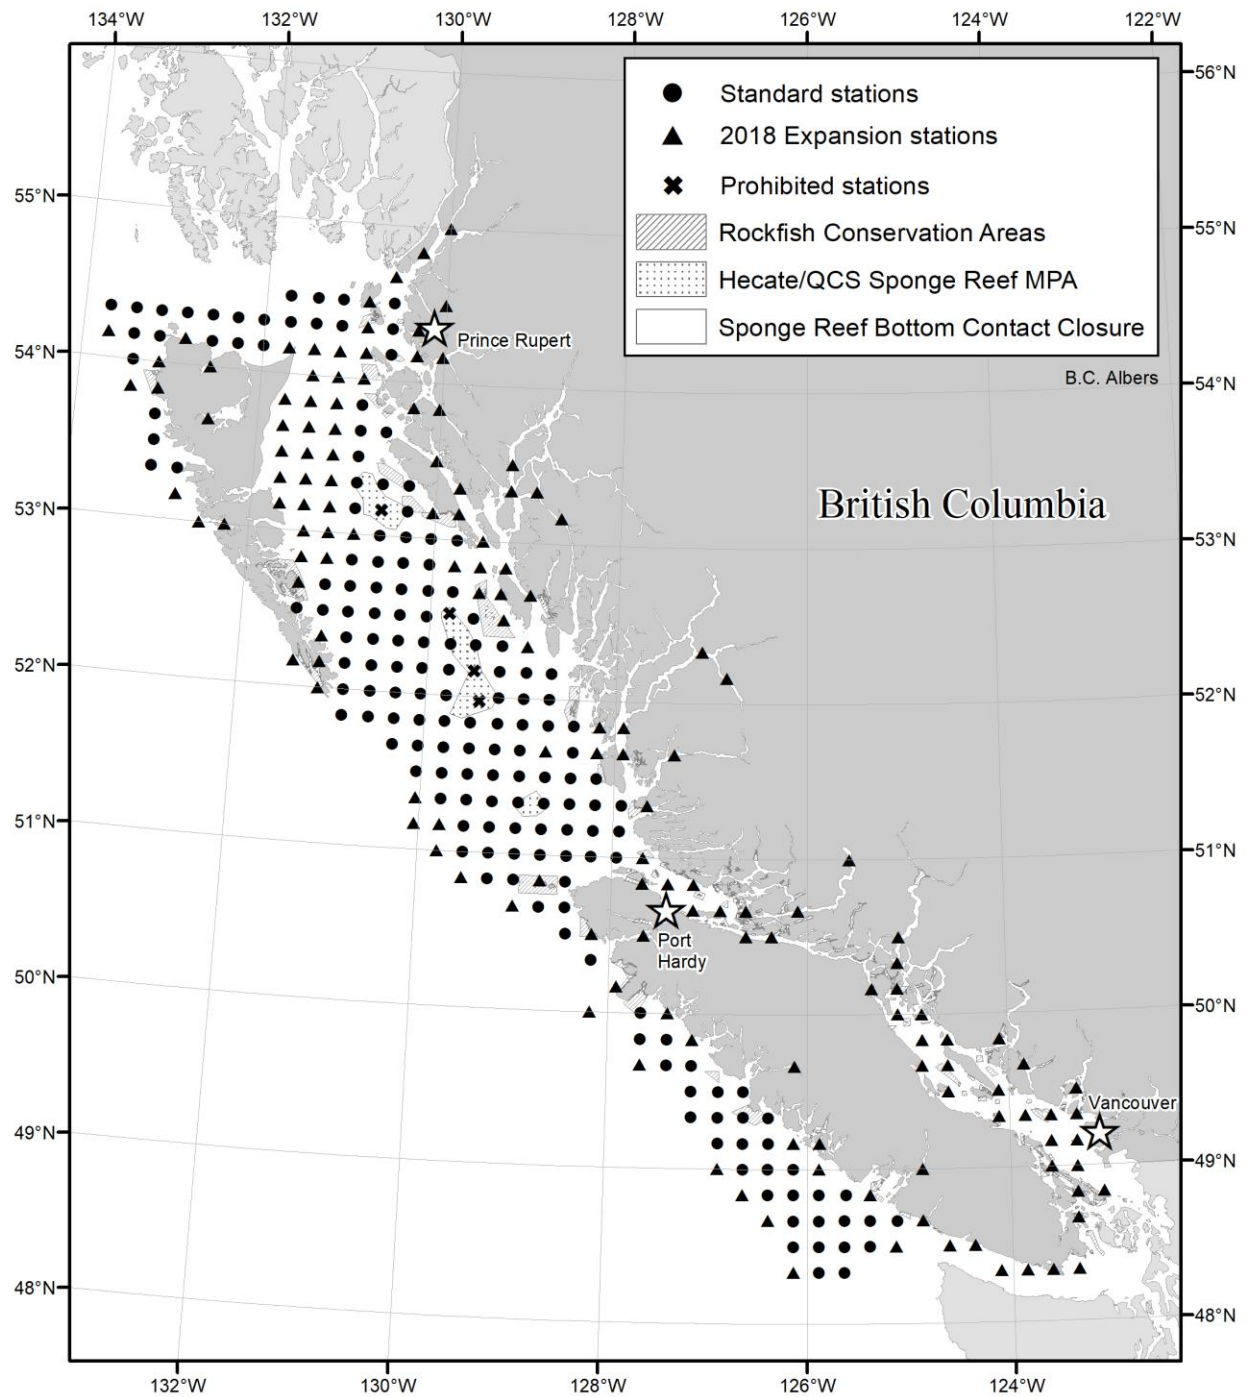 134°W 132°W 130°W 128°W 126°W 124°W 122°W
56°N
Standard stations
2018 Expansion stations
Prohibited stations
Rockfish Conservation Areas
Hecate/QCS Sponge Reef MPA
Sponge Reef Bottom Contact Closure
55°N
55°N
Prince Rupert
54°N
B.C. Albers
54°N
British Columbia
53°N
53°N
52°N
52°N
51°N
51°N
Port
Hardy
50°N
50°N
Vancouver
49°N
49°N
48°N
48°N
132°W 130°W 128°W 126°W 124°W